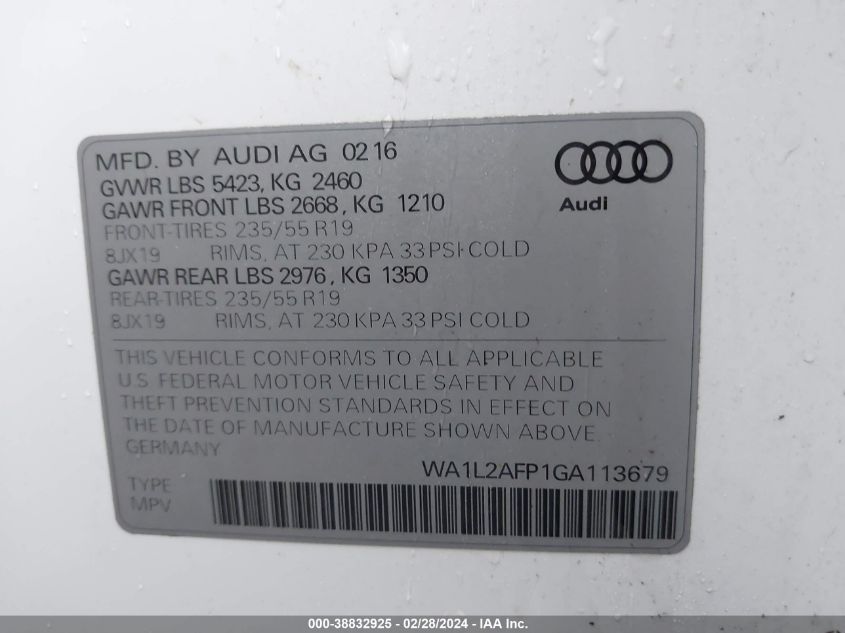 MFD. BY AUDI AG 0216
GVWR LBS 5423, KG 2460
GAWR FRONT LBS 2668, KG 1210
FRONT-TIRES 235/55 R19
8JX19 RIMS, AT 230 KPA 33 PSI COLD
GAWR REAR LBS 2976, KG 1350
REAR-TIRES 235/55 R19
8JX19 RIMS, AT 230 KPA 33 PSI COLD
Audi
THIS VEHICLE CONFORMS TO ALL APPLICABLE
U.S. FEDERAL MOTOR VEHICLE SAFETY AND
THEFT PREVENTION STANDARDS IN EFFECT ON
THE DATE OF MANUFACTURE SHOWN ABOVE.
GERMANY
WA1L2AFP1GA113679
TYPE
MPV
000-38832925 - 02/28/2024 - IAA Inc.